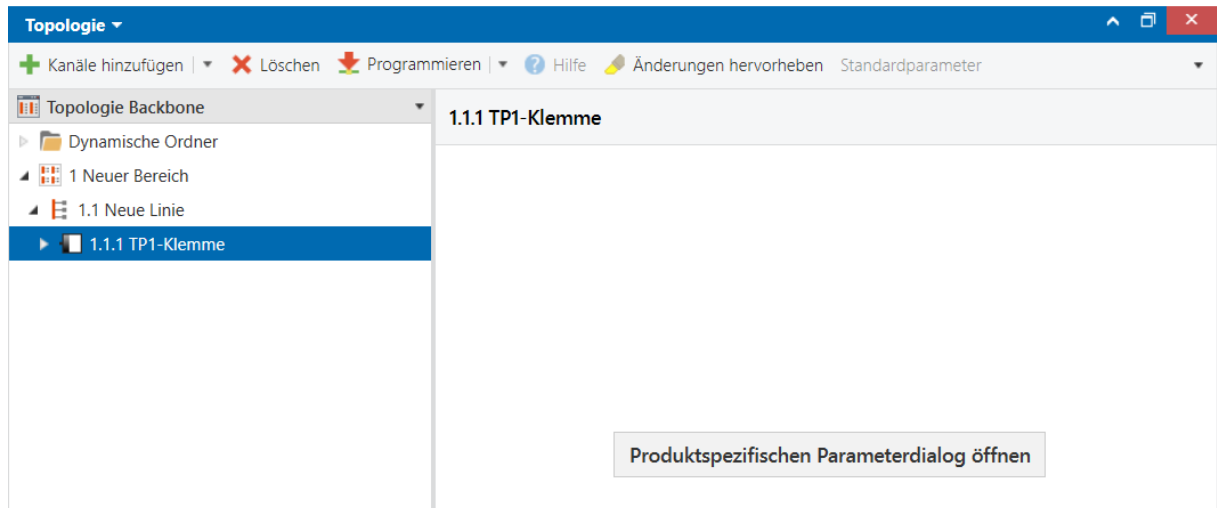 Topologie
Kanäle hinzufügen Löschen Programmieren Hilfe Änderungen hervorheben Standardparameter
Topologie Backbone
Dynamische Ordner
1 Neuer Bereich
1.1 Neue Linie
1.1.1 TP1-Klemme
1.1.1 TP1-Klemme
Produktspezifischen Parameterdialog öffnen